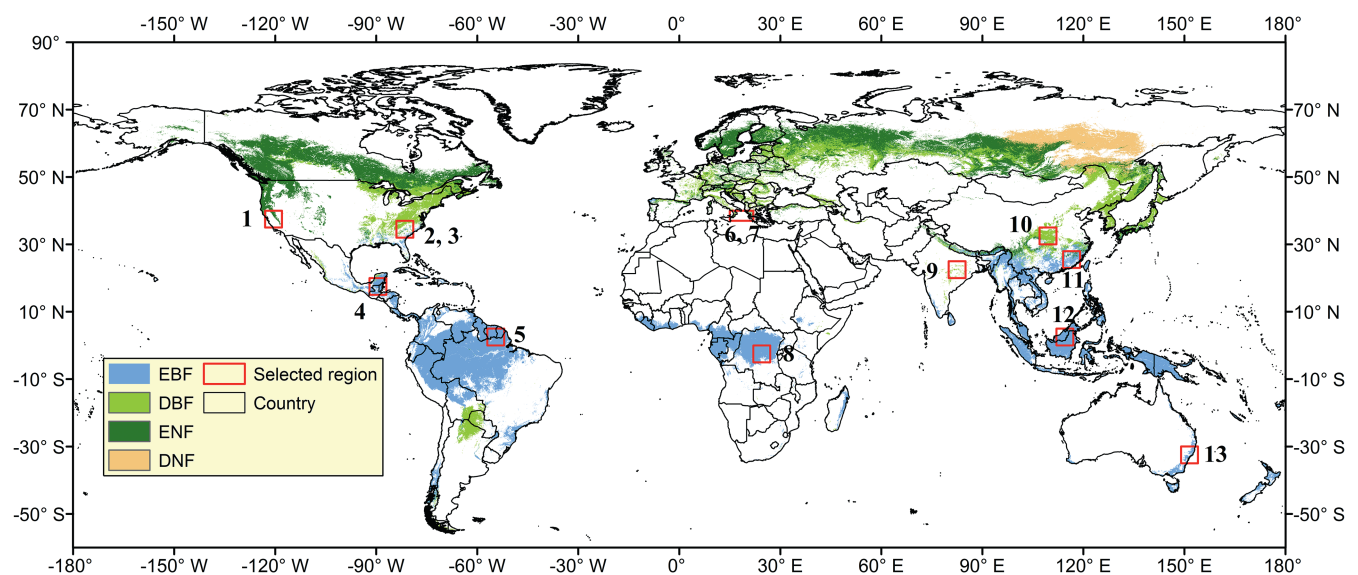 -150° W -120° W -90° W -60° W -30° W 0° 30° E 60° E 90° E 120° E 150° E 180°
90°
70° N 70° N
50° N 50° N
1 2, 3 6, 7 10
30° N 30° N
9 11
4
10° N 10° N
5 12
8
EBF Selected region
-10° S -10° S
DBF Country
ENF
-30° S -30° S
13
DNF
-50° S -50° S
-180° -150° W -120° W -90° W -60° W -30° W 0° 30° E 60° E 90° E 120° E 150° E 180°